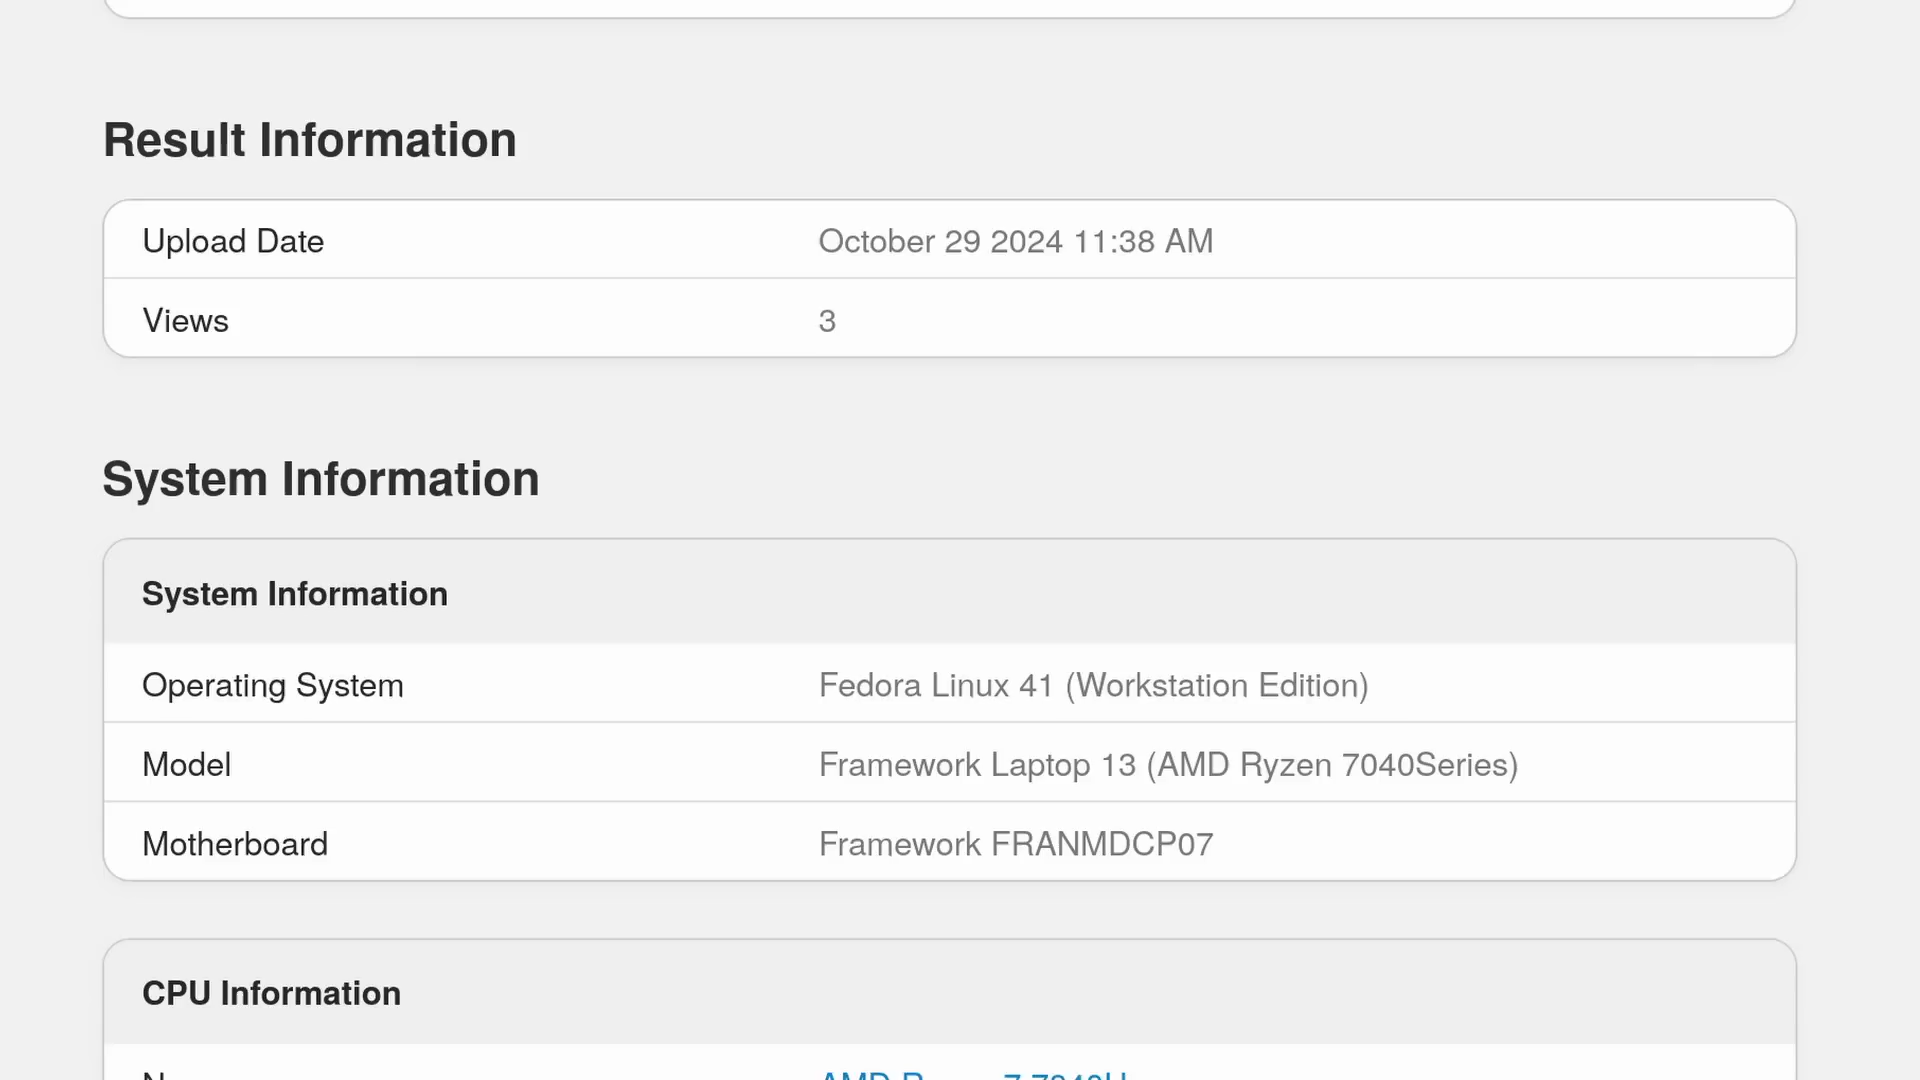 Result Information
Upload Date October 29 2024 11:38 AM
Views 3
System Information
System Information
Operating System Fedora Linux 41 (Workstation Edition)
Model Framework Laptop 13 (AMD Ryzen 7040Series)
Motherboard Framework FRANMDCP07
CPU Information